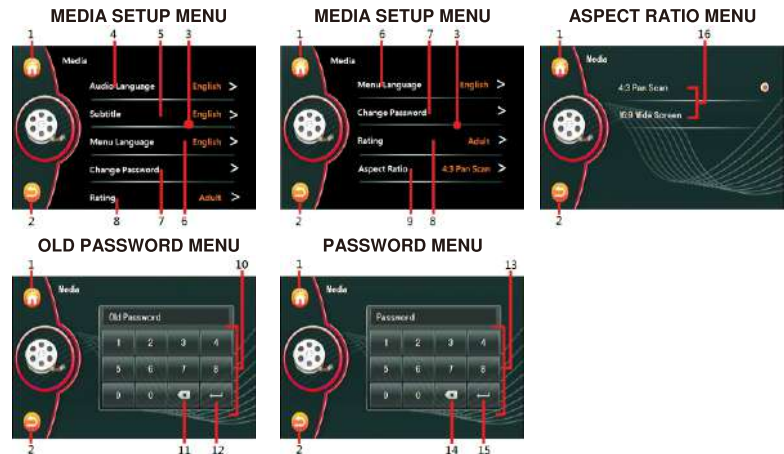 MEDIA SETUP MENU
1 4 5 3
Media
Audio Language English >
Subtitle English >
Menu Language English >
Change Password >
Rating Adult >
2 8 7 6
MEDIA SETUP MENU
1 6 7 3
Media
Menu Language English >
Change Password >
Rating Adult >
Aspect Ratio 4:3 Pan Scan >
2 9 8
ASPECT RATIO MENU
1 16
Media
4:3 Pan Scan
16:9 Wide Screen
2
OLD PASSWORD MENU
1 10
Media
Old Password
1 2 3 4
5 6 7 8
9 0
2 11 12
PASSWORD MENU
1 13
Media
Password
1 2 3 4
5 6 7 8
9 0
2 14 15